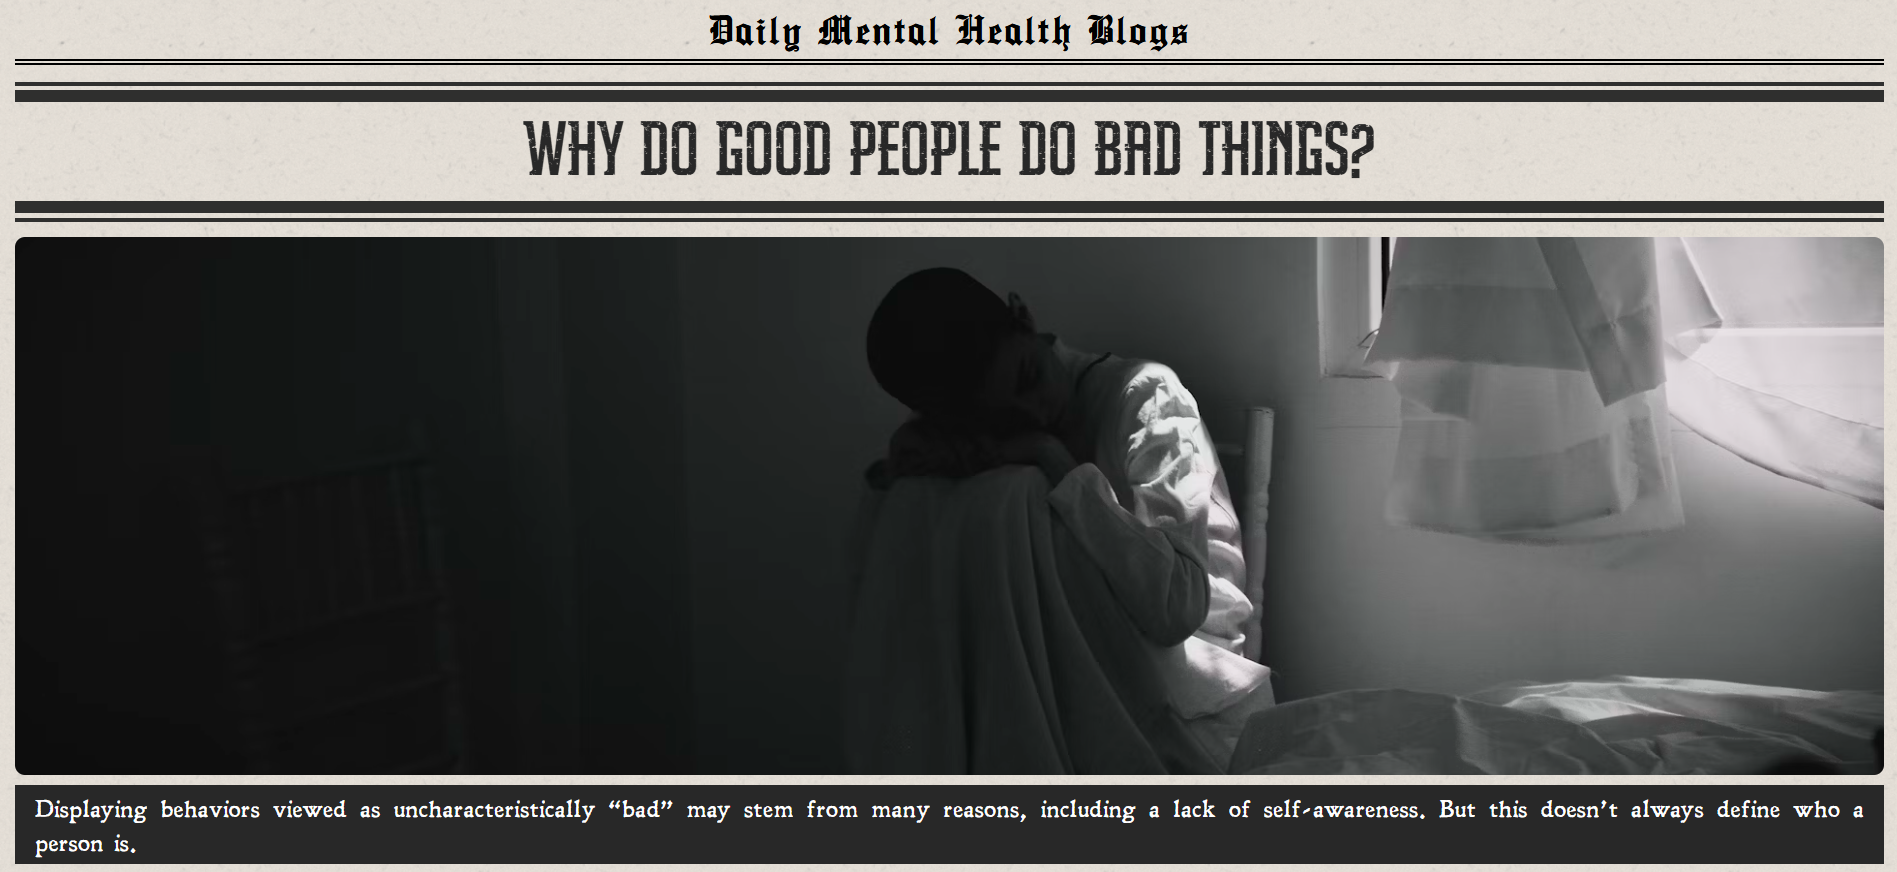 Daily Mental Health Blogs
WHY DO GOOD PEOPLE DO BAD THINGS?
Displaying behaviors viewed as uncharacteristically “bad” may stem from many reasons, including a lack of self-awareness. But this doesn’t always define who a
person is.